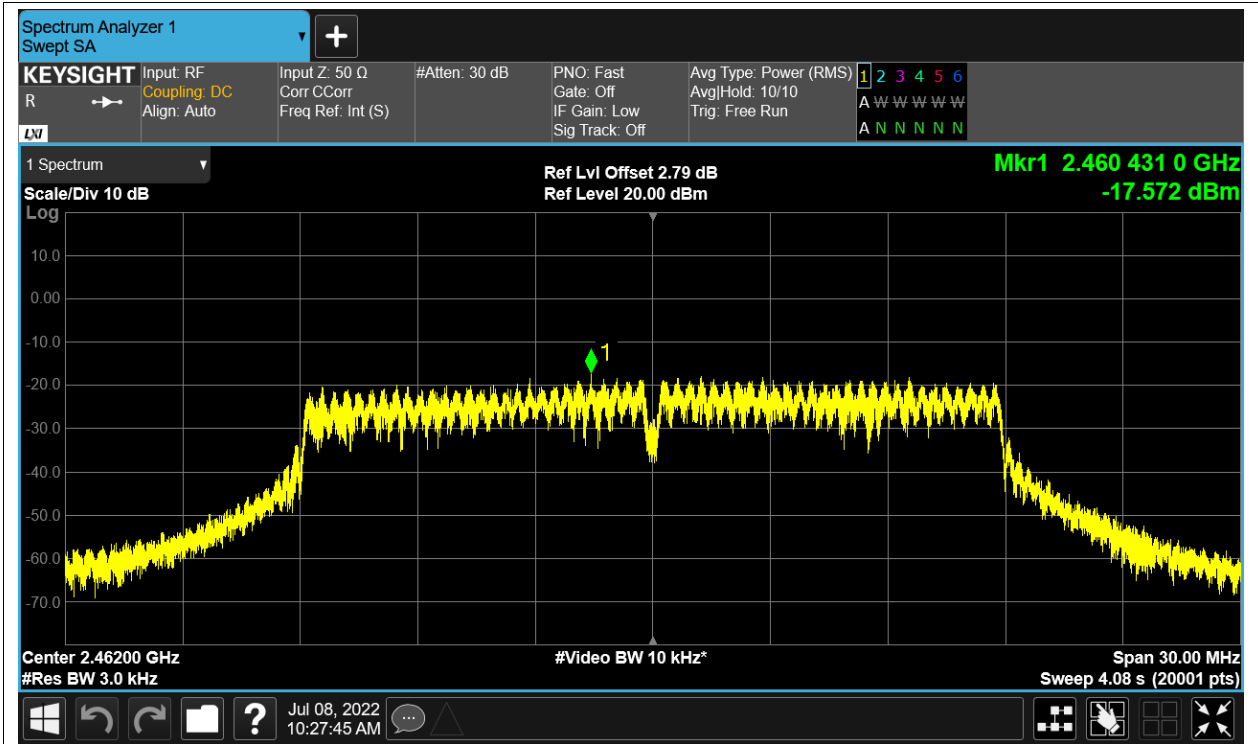 Spectrum Analyzer 1
Swept SA
KEYSIGHT
R
LXI
Input: RF
Coupling: DC
Align: Auto
Input Z: 50 Ω
Corr CCorr
Freq Ref: Int (S)
#Atten: 30 dB
PNO: Fast
Gate: Off
IF Gain: Low
Sig Track: Off
Avg Type: Power (RMS)
Avg|Hold: 10/10
Trig: Free Run
1 2 3 4 5 6
A W W W W W
A N N N N N
1 Spectrum
Scale/Div 10 dB
Log
Ref Lvl Offset 2.79 dB
Ref Level 20.00 dBm
Mkr1 2.460 431 0 GHz
-17.572 dBm
10.0
0.00
-10.0
1
-20.0
-30.0
-40.0
-50.0
-60.0
-70.0
Center 2.46200 GHz
#Video BW 10 kHz*
Span 30.00 MHz
#Res BW 3.0 kHz
Sweep 4.08 s (20001 pts)
?
Jul 08, 2022
10:27:45 AM